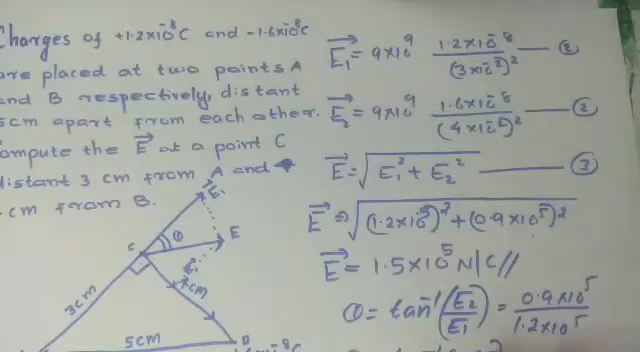 Charges of +1.2×10⁻⁸C and -1.6×10⁻⁸C
are placed at two points A
and B respectively, distant
5cm apart from each other.
compute the E⃗ at a point C
distant 3 cm from A and
cm from B.
E₁
C θ E
E₂
3cm 4cm
5cm B
⁻⁸C
E₁⃗ = 9×10⁹ 1.2×10⁻⁸ / (3×10⁻²)² — ②
E₂⃗ = 9×10⁹ 1.6×10⁻⁸ / (4×10⁻²)² — ②
E⃗ = √E₁² + E₂² — ③
E⃗ ⇒ √(1.2×10⁵)² + (0.9×10⁵)²
E⃗ = 1.5×10⁵ N/C//
θ = tan⁻¹(E₂/E₁) = 0.9×10⁵ / 1.2×10⁵